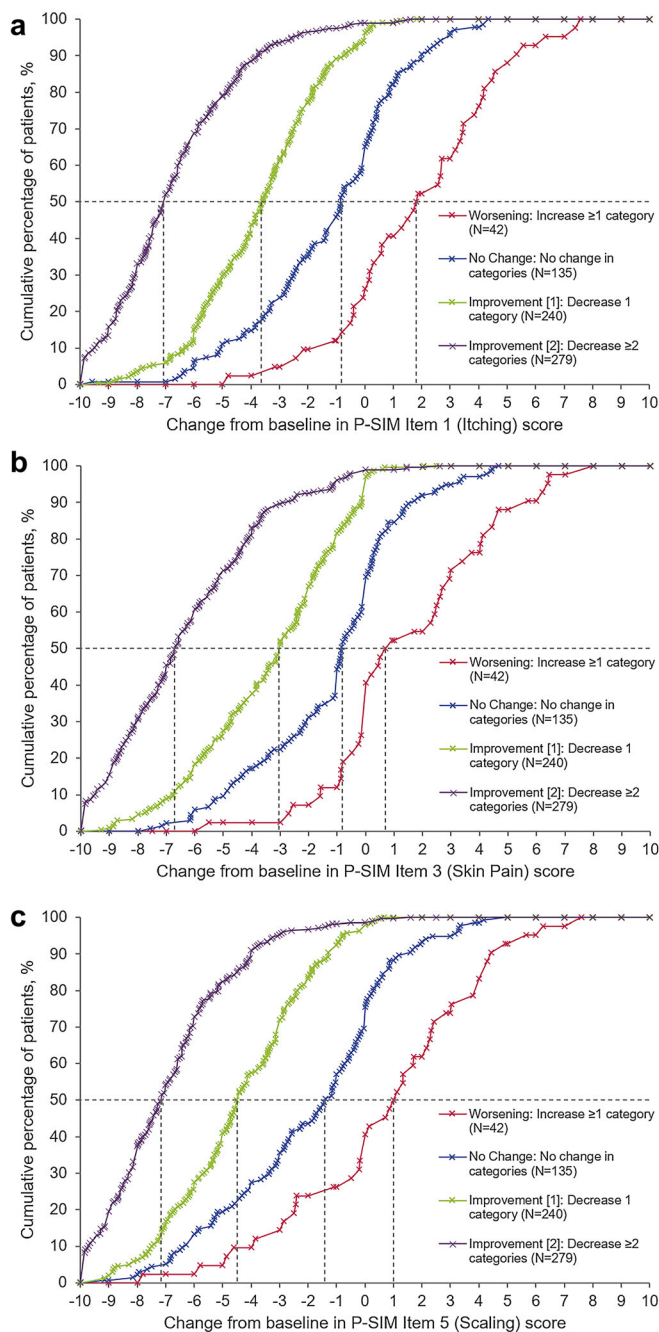 a
Cumulative percentage of patients, %
100
90
80
70
60
50
40
30
20
10
0
Worsening: Increase ≥1 category
(N=42)
No Change: No change in
categories (N=135)
Improvement [1]: Decrease 1
category (N=240)
Improvement [2]: Decrease ≥2
categories (N=279)
-10 -9 -8 -7 -6 -5 -4 -3 -2 -1 0 1 2 3 4 5 6 7 8 9 10
Change from baseline in P-SIM Item 1 (Itching) score
b
Cumulative percentage of patients, %
100
90
80
70
60
50
40
30
20
10
0
Worsening: Increase ≥1 category
(N=42)
No Change: No change in
categories (N=135)
Improvement [1]: Decrease 1
category (N=240)
Improvement [2]: Decrease ≥2
categories (N=279)
-10 -9 -8 -7 -6 -5 -4 -3 -2 -1 0 1 2 3 4 5 6 7 8 9 10
Change from baseline in P-SIM Item 3 (Skin Pain) score
c
Cumulative percentage of patients, %
100
90
80
70
60
50
40
30
20
10
0
Worsening: Increase ≥1 category
(N=42)
No Change: No change in
categories (N=135)
Improvement [1]: Decrease 1
category (N=240)
Improvement [2]: Decrease ≥2
categories (N=279)
-10 -9 -8 -7 -6 -5 -4 -3 -2 -1 0 1 2 3 4 5 6 7 8 9 10
Change from baseline in P-SIM Item 5 (Scaling) score